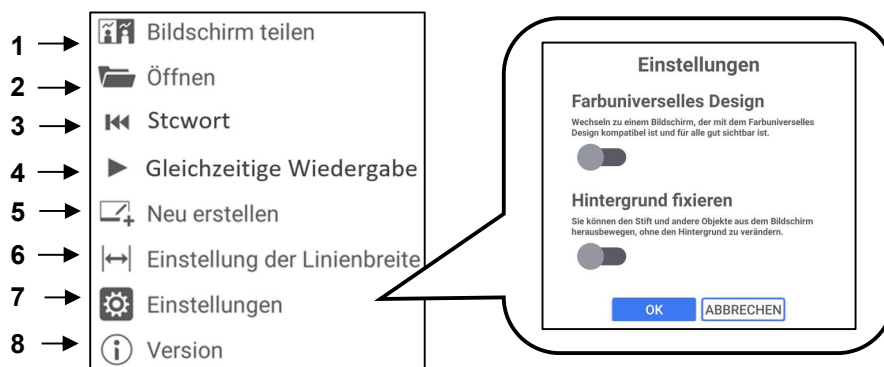 1 Bildschirm teilen
2 Öffnen
3 Stcwort
4 Gleichzeitige Wiedergabe
5 Neu erstellen
6 Einstellung der Linienbreite
7 Einstellungen
8 Version
Einstellungen
Farbuniverselles Design
Wechseln zu einem Bildschirm, der mit dem Farbuniverselles
Design kompatibel ist und für alle gut sichtbar ist.
Hintergrund fixieren
Sie können den Stift und andere Objekte aus dem Bildschirm
herausbewegen, ohne den Hintergrund zu verändern.
OK ABBRECHEN